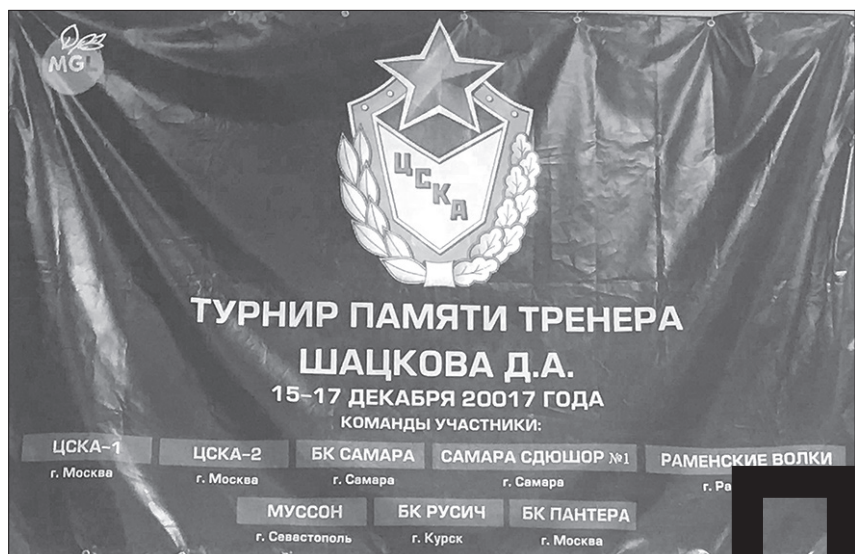 MG
ЦСКА
ТУРНИР ПАМЯТИ ТРЕНЕРА
ШАЦКОВА Д.А.
15-17 ДЕКАБРЯ 20017 ГОДА
КОМАНДЫ УЧАСТНИКИ:
ЦСКА-1 ЦСКА-2 БК САМАРА САМАРА СДЮШОР №1 РАМЕНСКИЕ ВОЛКИ
г. Москва г. Москва г. Самара г. Самара г.
МУССОН БК РУСИЧ БК ПАНТЕРА
г. Севастополь г. Курск г. Москва